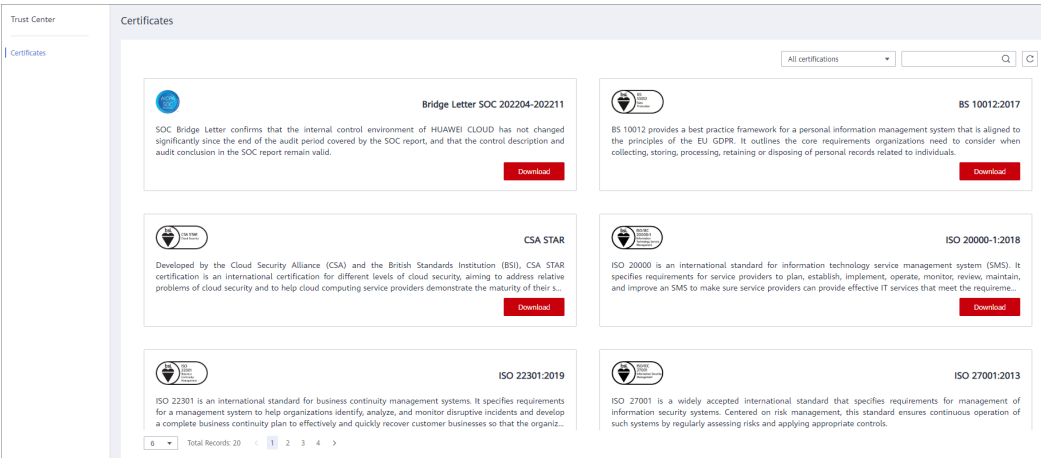 Trust Center
Certificates
Certificates
All certifications
Bridge Letter SOC 202204-202211
SOC Bridge Letter confirms that the internal control environment of HUAWEI CLOUD has not changed
significantly since the end of the audit period covered by the SOC report, and that the control description and
audit conclusion in the SOC report remain valid.
Download
BS 10012:2017
BS 10012 provides a best practice framework for a personal information management system that is aligned to
the principles of the EU GDPR. It outlines the core requirements organizations need to consider when
collecting, storing, processing, retaining or disposing of personal records related to individuals.
Download
CSA STAR
Developed by the Cloud Security Alliance (CSA) and the British Standards Institution (BSI), CSA STAR
certification is an international certification for different levels of cloud security, aiming to address relative
problems of cloud security and to help cloud computing service providers demonstrate the maturity of their s...
Download
ISO 20000-1:2018
ISO 20000 is an international standard for information technology service management system (SMS). It
specifies requirements for service providers to plan, establish, implement, operate, monitor, review, maintain,
and improve an SMS to make sure service providers can provide effective IT services that meet the requireme...
Download
ISO 22301:2019
ISO 22301 is an international standard for business continuity management systems. It specifies requirements
for a management system to help organizations identify, analyze, and monitor disruptive incidents and develop
a complete business continuity plan to effectively and quickly recover customer businesses so that the organiz...
ISO 27001:2013
ISO 27001 is a widely accepted international standard that specifies requirements for management of
information security systems. Centered on risk management, this standard ensures continuous operation of
such systems by regularly assessing risks and applying appropriate controls.
6 Total Records: 20 < 1 2 3 4 >